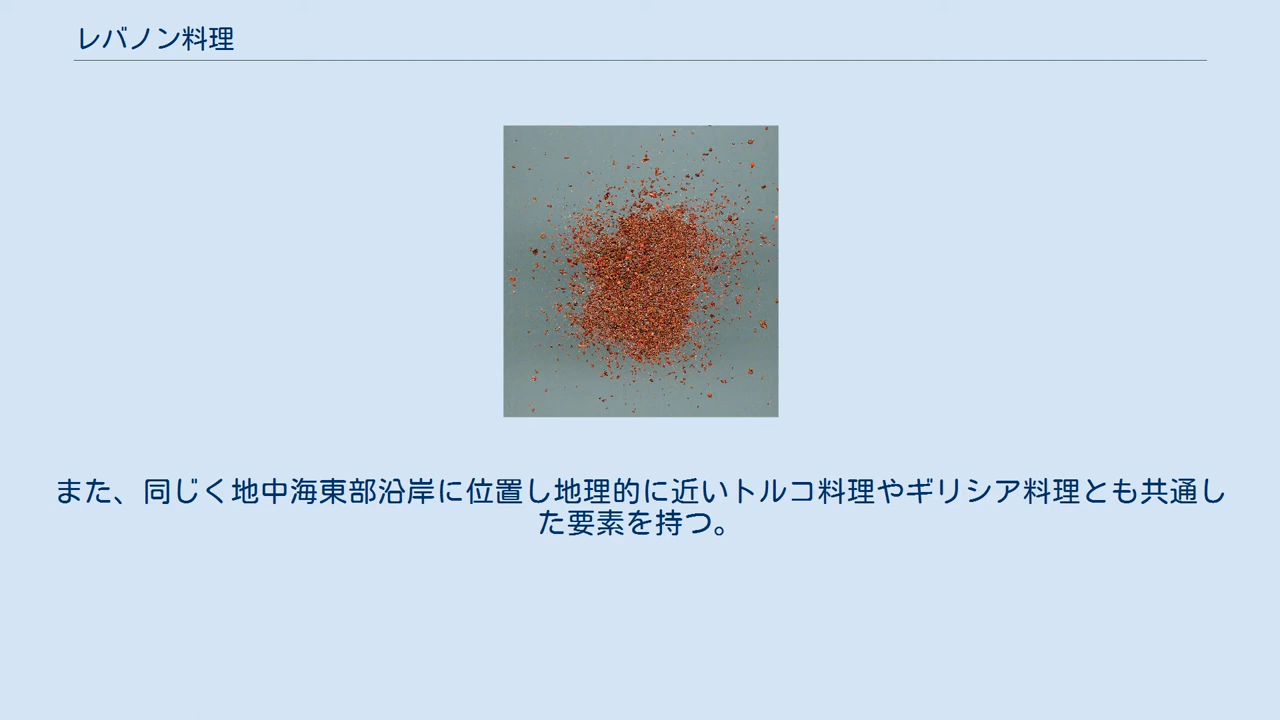 レバノン料理
また、同じく地中海東部沿岸に位置し地理的に近いトルコ料理やギリシア料理とも共通し
た要素を持つ。